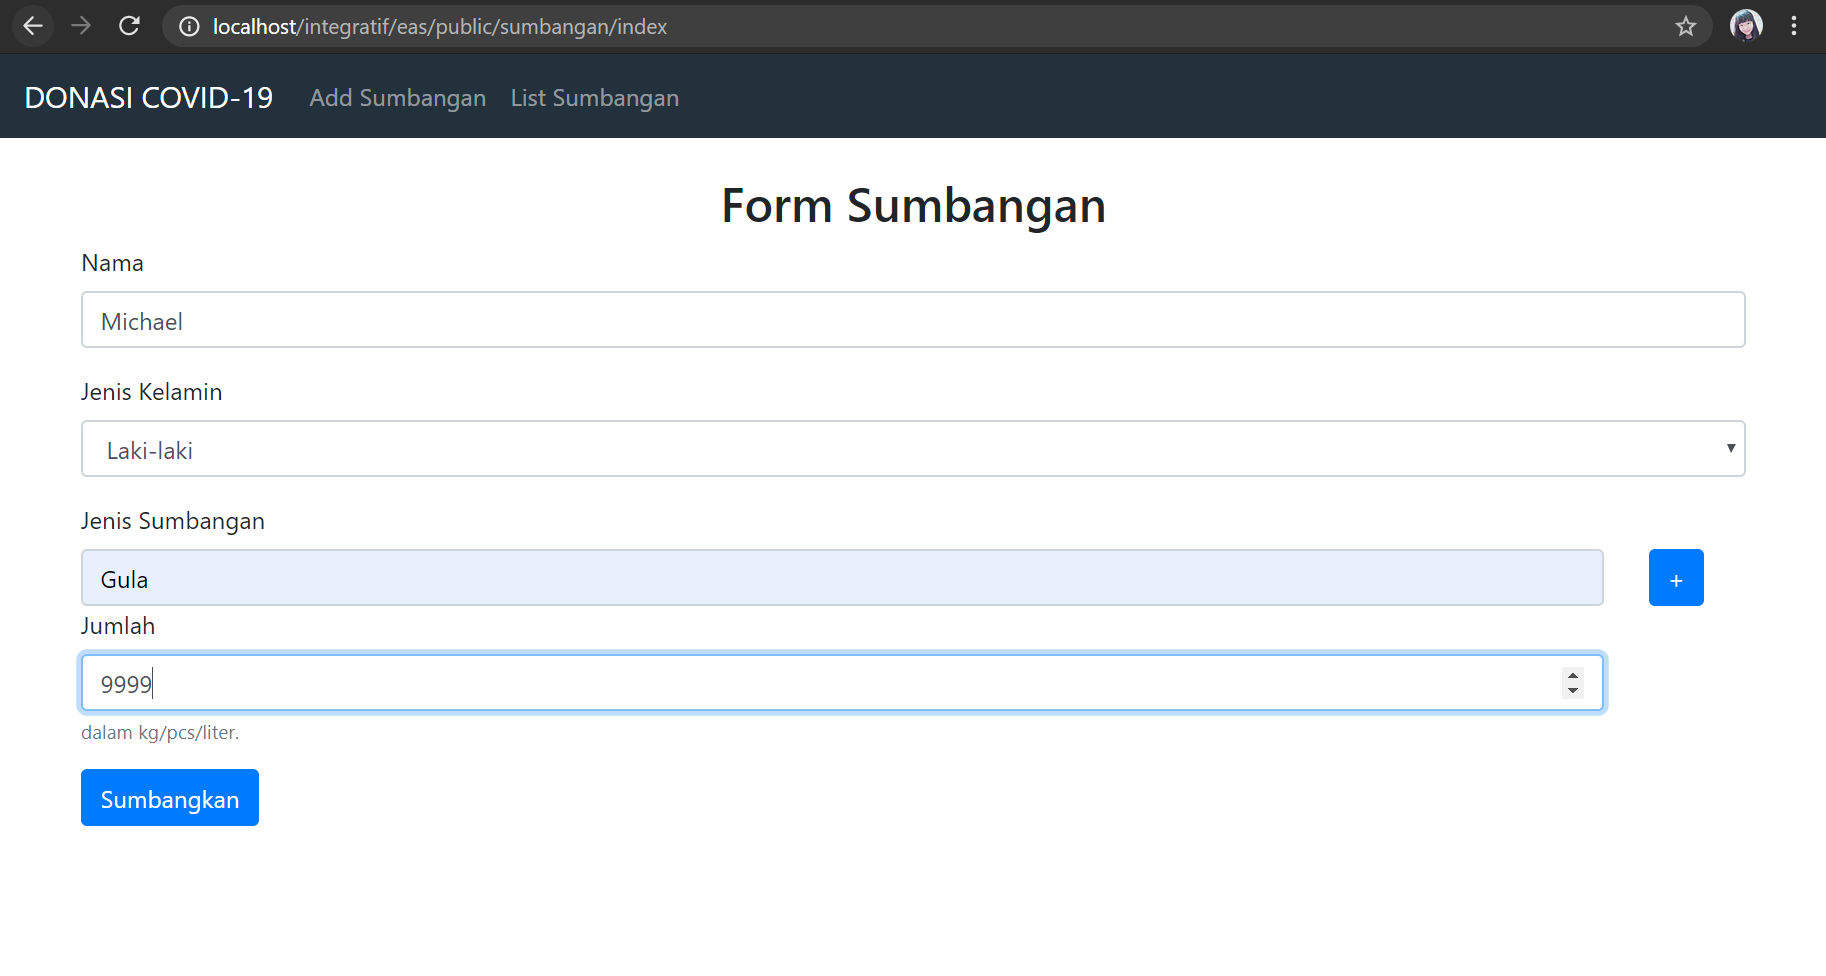 localhost/integratif/eas/public/sumbangan/index
DONASI COVID-19 Add Sumbangan List Sumbangan
Form Sumbangan
Nama
Michael
Jenis Kelamin
Laki-laki
Jenis Sumbangan
Gula
+
Jumlah
9999
dalam kg/pcs/liter.
Sumbangkan